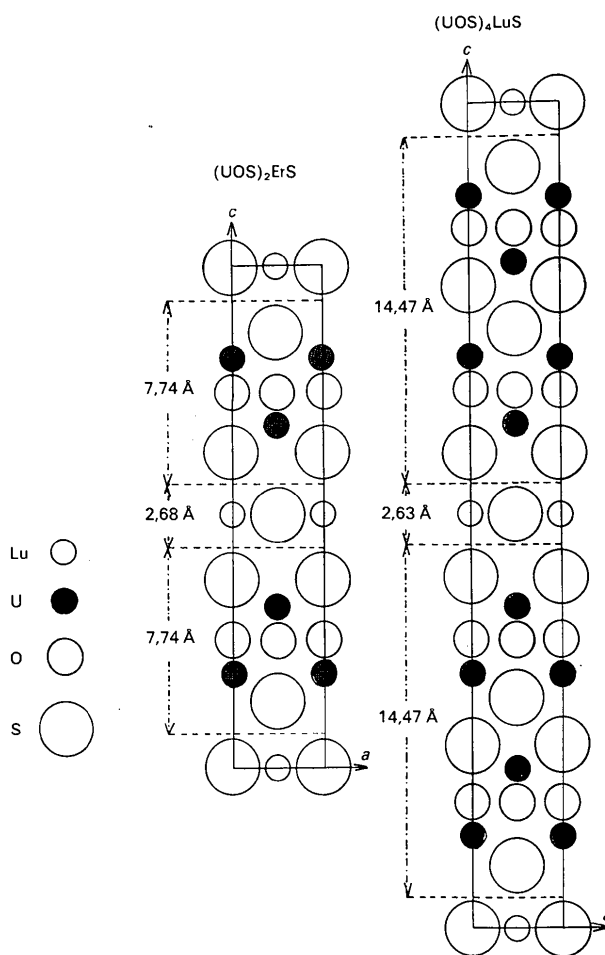 (UOS)₄LuS
c
(UOS)₂ErS
c
14,47 Å
7,74 Å
2,68 Å
2,63 Å
Lu
U
7,74 Å
O
14,47 Å
S
a